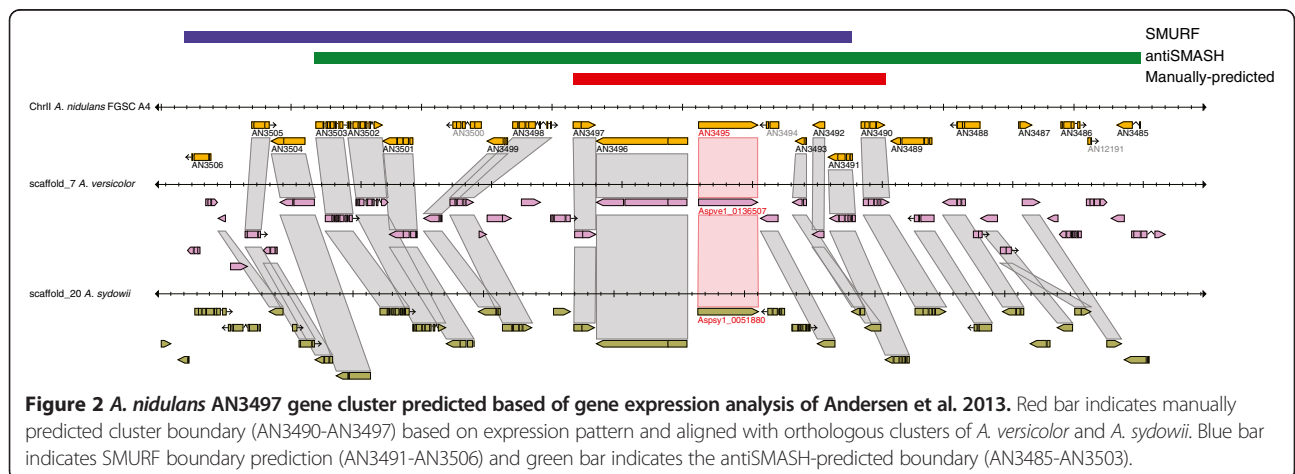 SMURF
antiSMASH
Manually-predicted
ChrII A. nidulans FGSC A4
AN3505 AN3503 AN3502 AN3500 AN3498 AN3497 AN3495 AN3494 AN3492 AN3490 AN3488 AN3487 AN3486 AN3485
AN3506 AN3504 AN3501 AN3499 AN3496 AN3493 AN3491 AN3489 AN12191
scaffold_7 A. versicolor
Aspve1_0136507
scaffold_20 A. sydowii
Aspsy1_0051880
Figure 2 A. nidulans AN3497 gene cluster predicted based of gene expression analysis of Andersen et al. 2013. Red bar indicates manually
predicted cluster boundary (AN3490-AN3497) based on expression pattern and aligned with orthologous clusters of A. versicolor and A. sydowii. Blue bar
indicates SMURF boundary prediction (AN3491-AN3506) and green bar indicates the antiSMASH-predicted boundary (AN3485-AN3503).